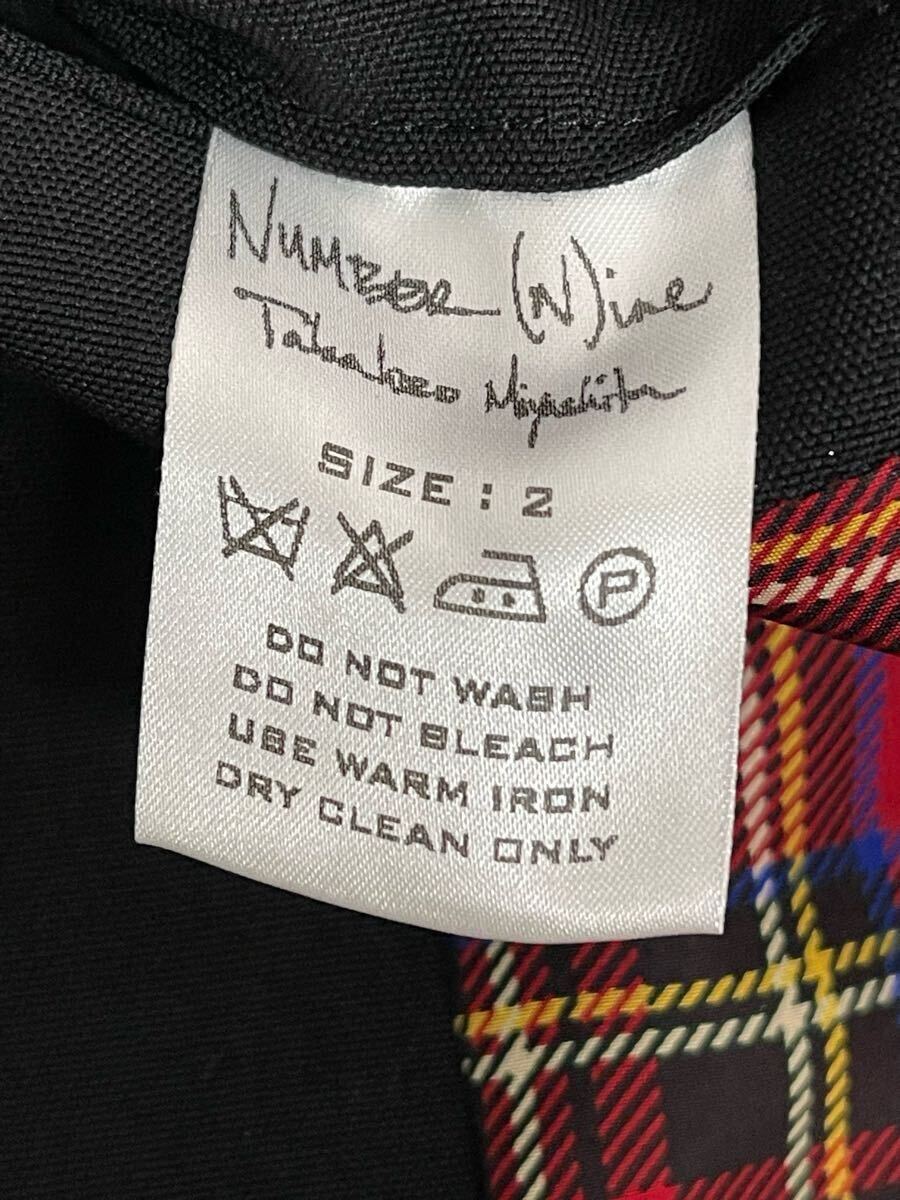 NUMBER (N)ine
Takahiro Miyashita
SIZE : 2
P
DO NOT WASH
DO NOT BLEACH
USE WARM IRON
DRY CLEAN ONLY